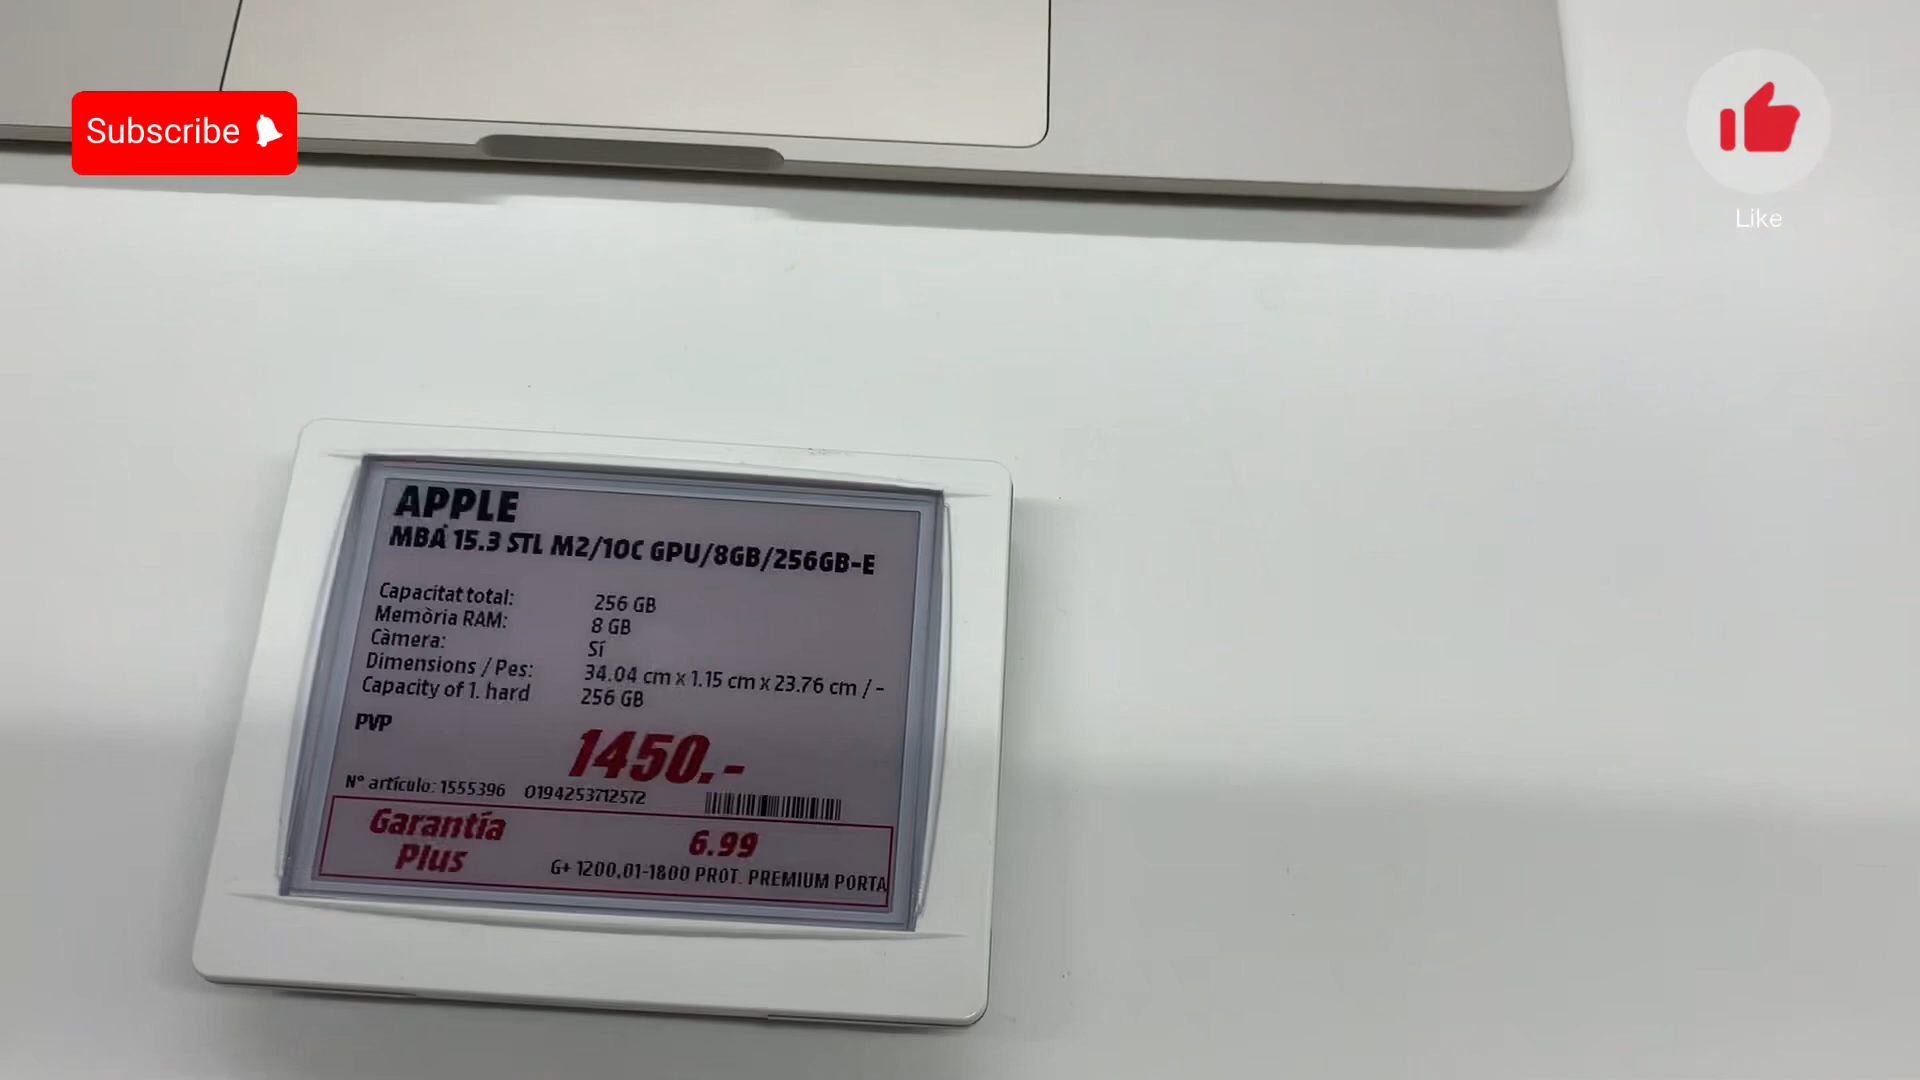 Subscribe
Like
APPLE
MBA 15.3 STL M2/10C GPU/8GB/256GB-E
Capacitat total: 256 GB
Memòria RAM: 8 GB
Càmera: Sí
Dimensions / Pes: 34.04 cm x 1.15 cm x 23.76 cm / -
Capacity of 1. hard 256 GB
PVP
1450.-
Nº artículo: 1555396 0194253712572
Garantía
Plus
6.99
G+ 1200,01-1800 PROT. PREMIUM PORTA